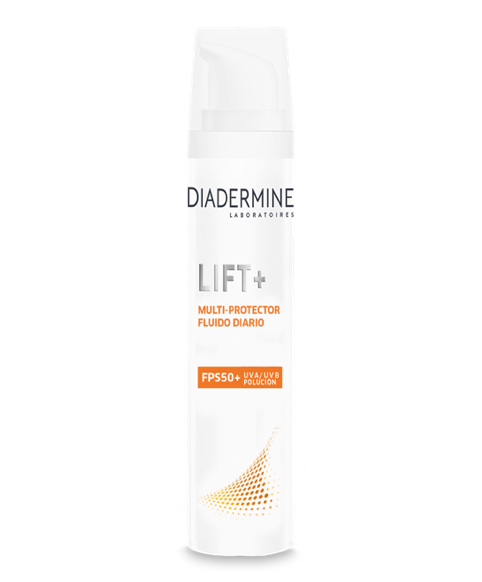 DIADERMINE
LABORATOIRES
LIFT+
MULTI-PROTECTOR
FLUIDO DIARIO
FPS50+ UVA/UVB
POLUCIÓN